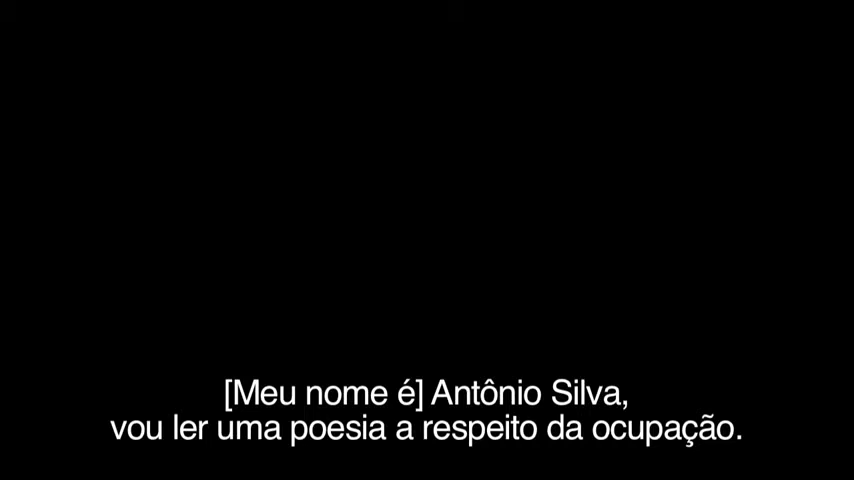 [Meu nome é] Antônio Silva,
vou ler uma poesia a respeito da ocupação.